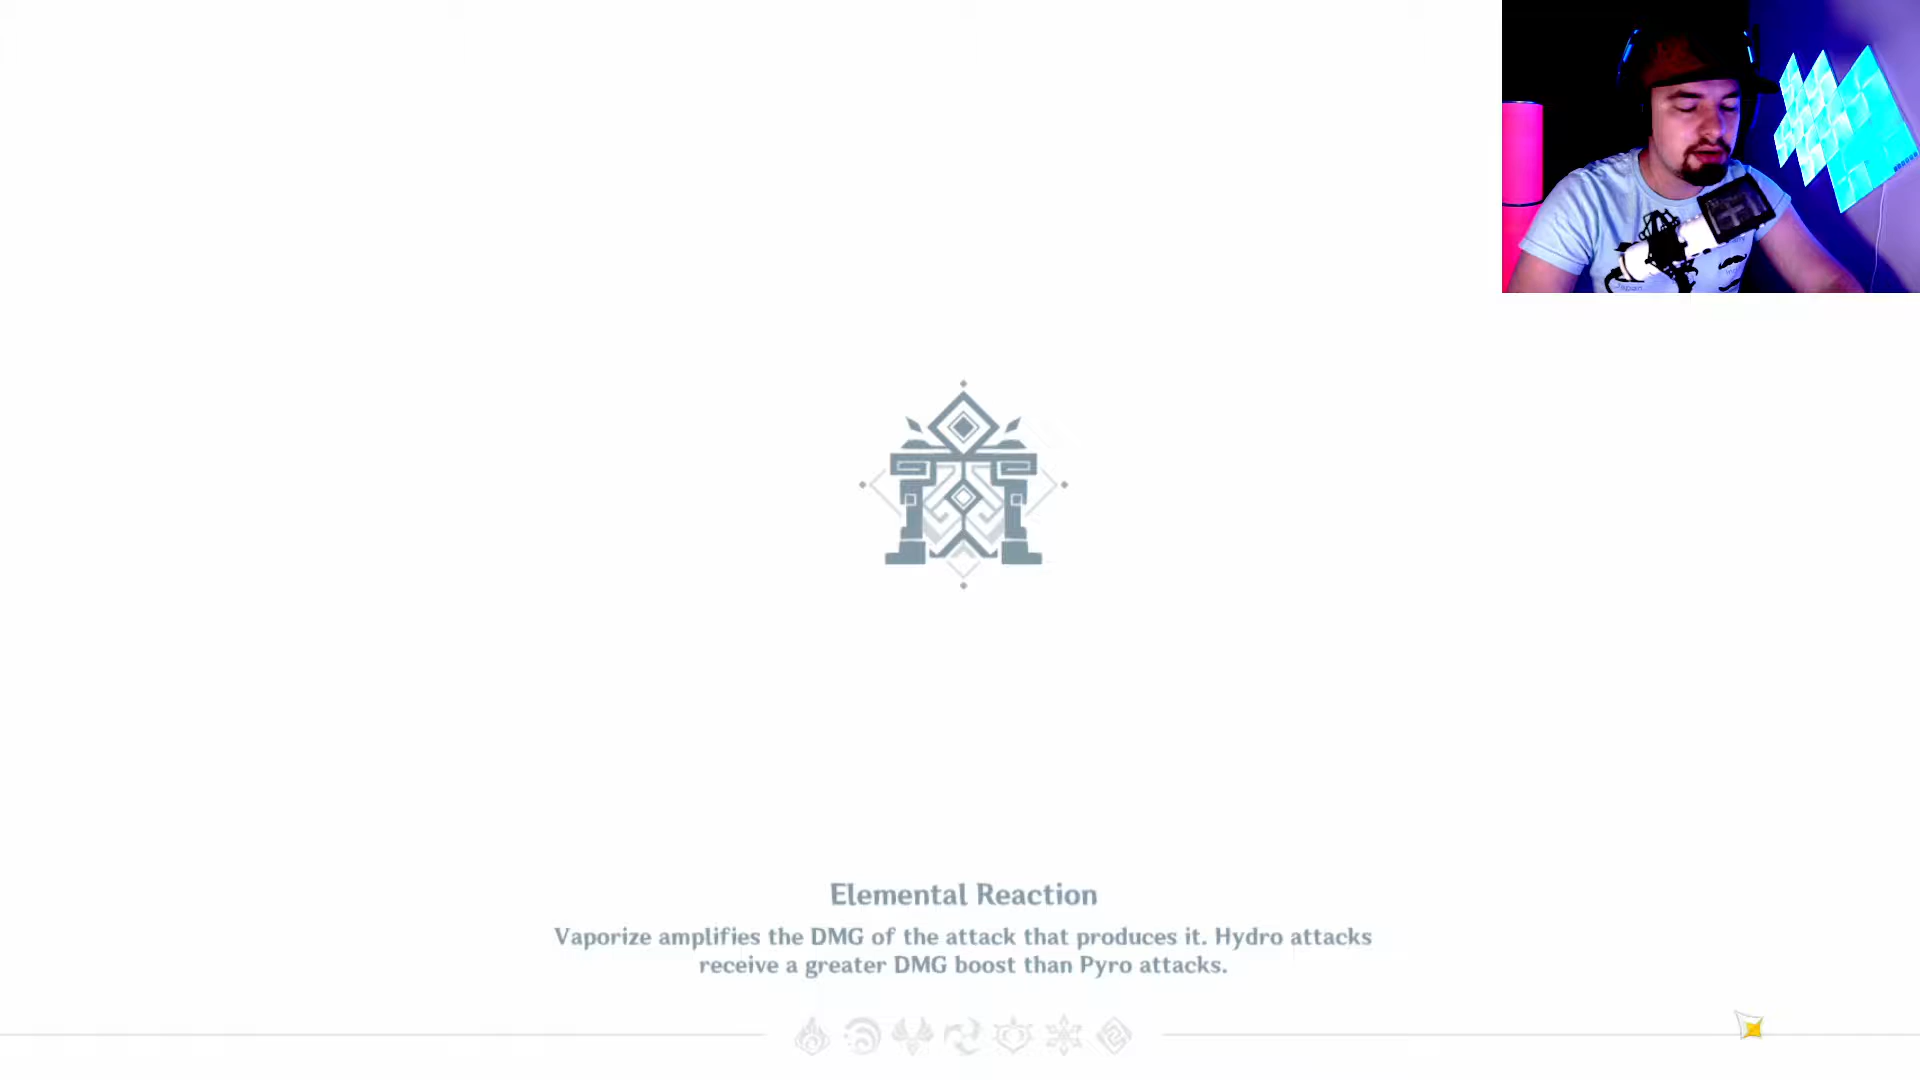 Japan
Elemental Reaction
Vaporize amplifies the DMG of the attack that produces it. Hydro attacks
receive a greater DMG boost than Pyro attacks.